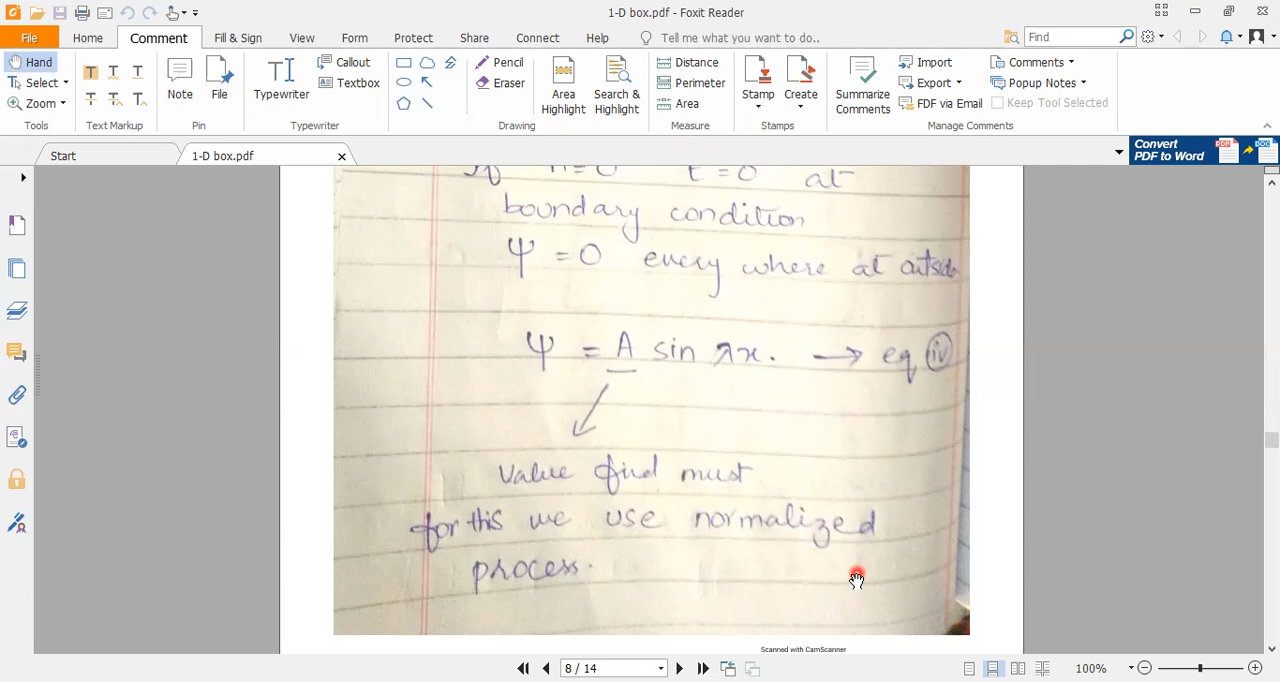 1-D box.pdf - Foxit Reader
File Home Comment Fill & Sign View Form Protect Share Connect Help Tell me what you want to do.. Find
Hand
Select
Zoom
Tools
Text Markup
Note
File
Pin
Typewriter
Callout
Textbox
Typewriter
Pencil
Eraser
Area Highlight
Search & Highlight
Drawing
Distance
Perimeter
Area
Measure
Stamp
Create
Stamps
Summarize Comments
Import
Export
FDF via Email
Comments
Popup Notes
Keep Tool Selected
Manage Comments
Start
1-D box.pdf
Convert
PDF to Word
n=0 at
boundary condition
Ψ = 0 every where at outside
Ψ = A sin x. → eq (iv)
Value find must
for this we use normalized
process.
Scanned with CamScanner
8 / 14
100%